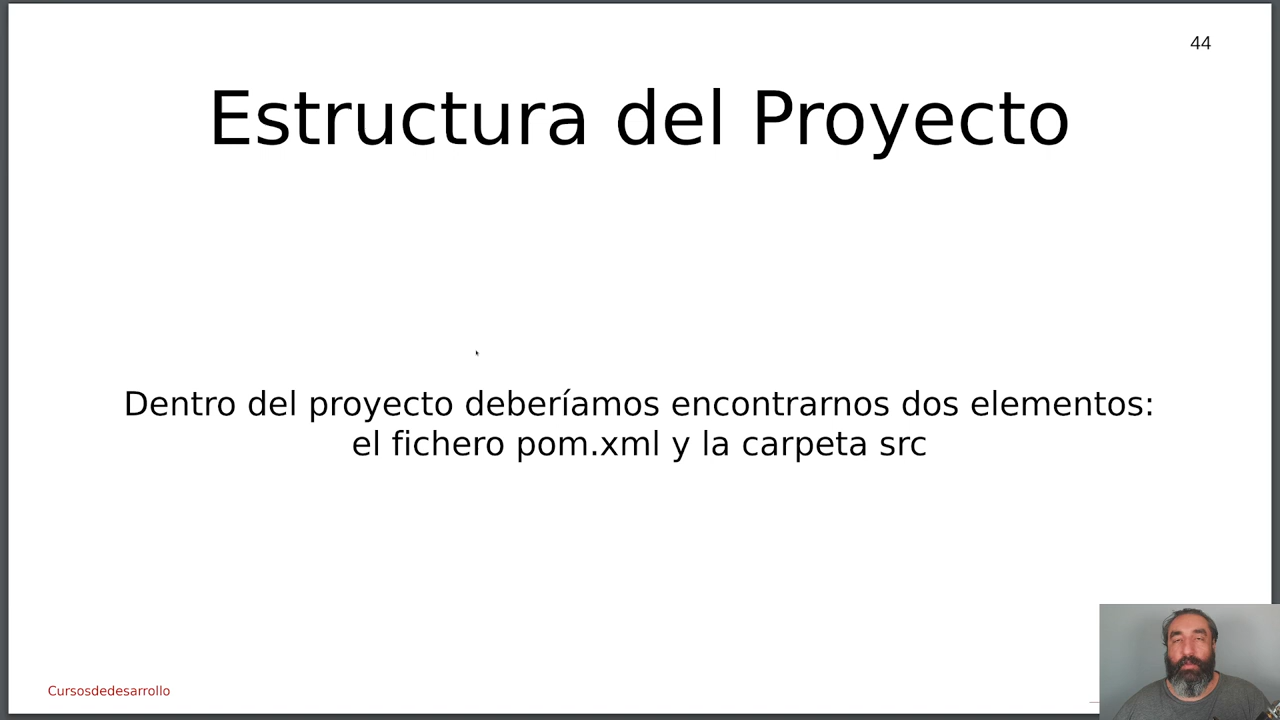 44
Estructura del Proyecto
Dentro del proyecto deberíamos encontrarnos dos elementos:
el fichero pom.xml y la carpeta src
Cursosdedesarrollo